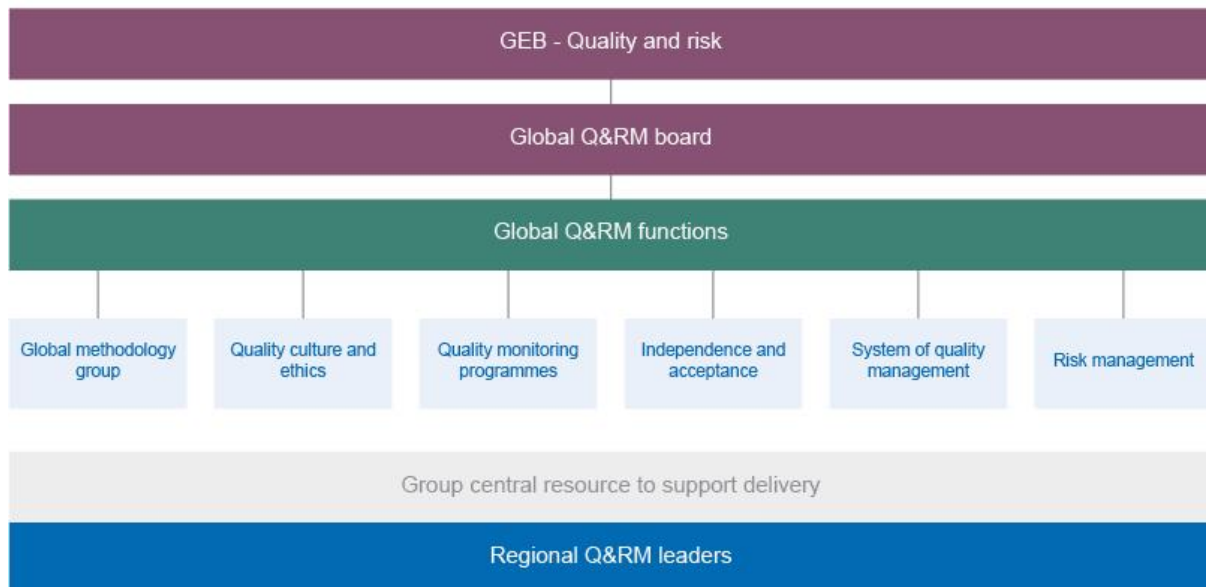 GEB - Quality and risk
Global Q&RM board
Global Q&RM functions
Global methodology
group
Quality culture and
ethics
Quality monitoring
programmes
Independence and
acceptance
System of quality
management
Risk management
Group central resource to support delivery
Regional Q&RM leaders